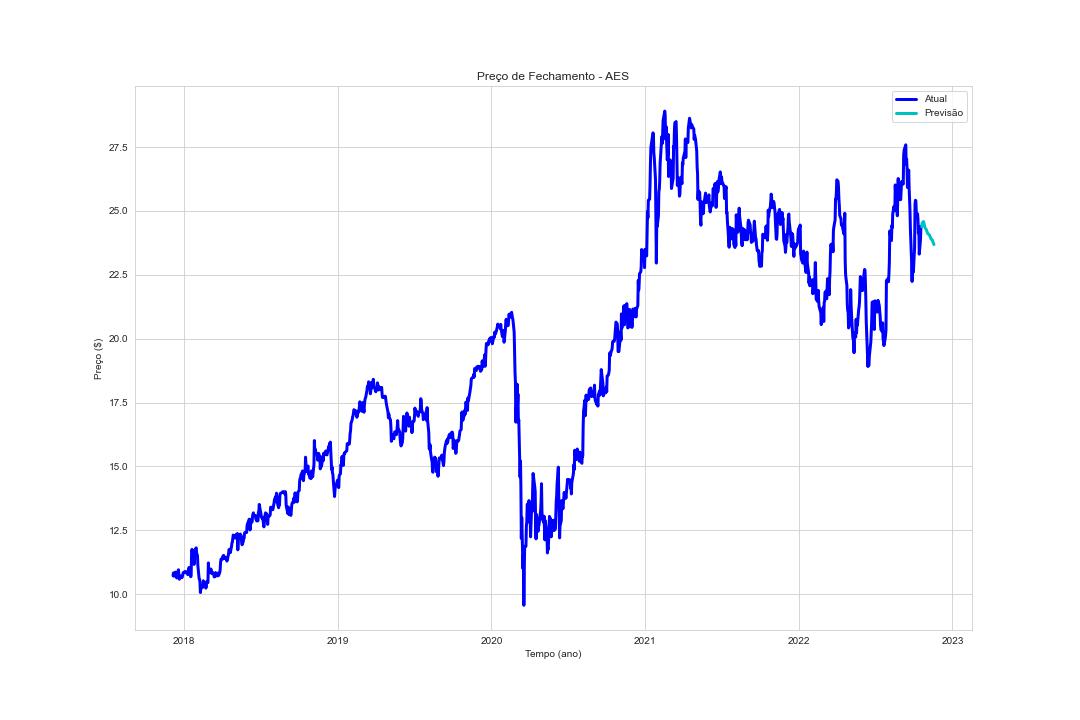 Preço de Fechamento - AES
Atual
Previsão
27.5
25.0
22.5
20.0
17.5
15.0
12.5
10.0
Preço ($)
2018
2019
2020
2021
2022
2023
Tempo (ano)